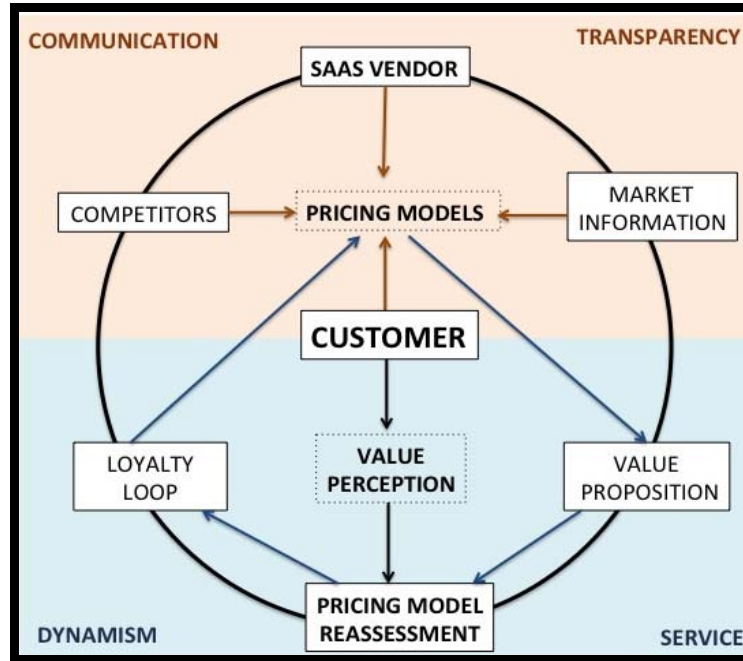 COMMUNICATION
TRANSPARENCY
SAAS VENDOR
COMPETITORS
PRICING MODELS
MARKET
INFORMATION
CUSTOMER
LOYALTY
LOOP
VALUE
PERCEPTION
VALUE
PROPOSITION
PRICING MODEL
REASSESSMENT
DYNAMISM
SERVICE